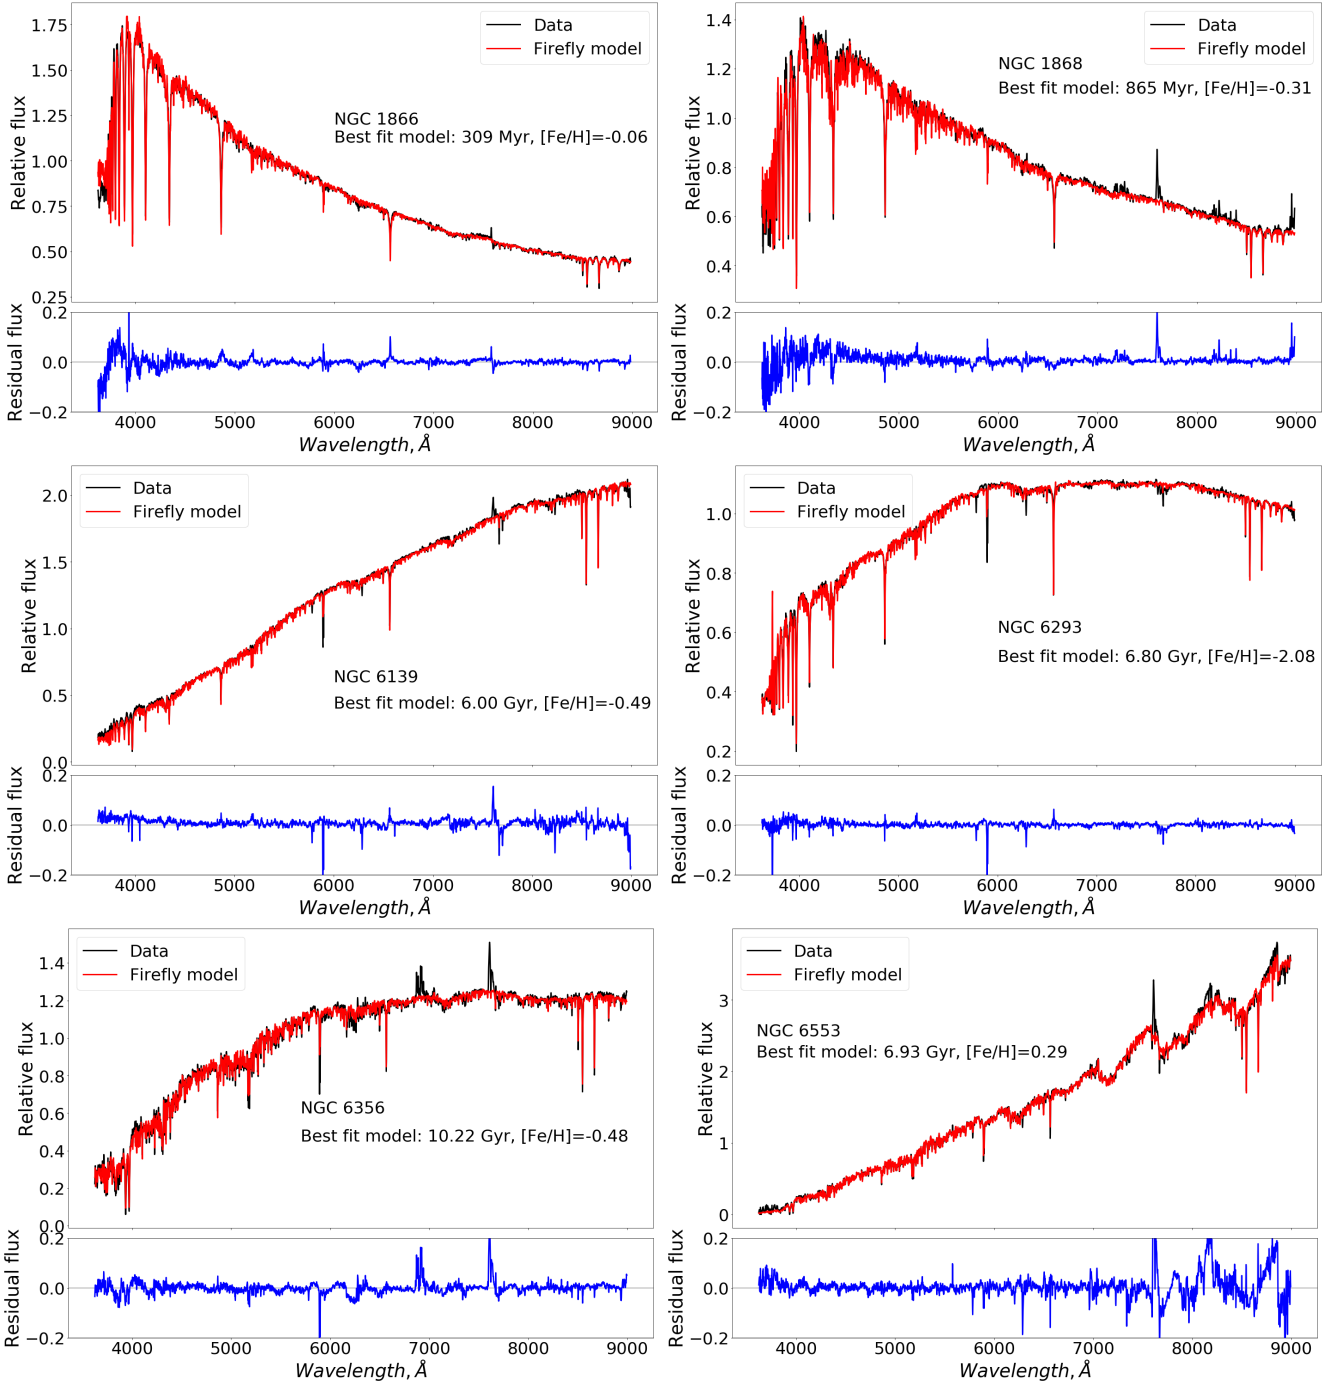 Data
Firefly model
NGC 1866
Best fit model: 309 Myr, [Fe/H]=-0.06
Relative flux
1.75
1.50
1.25
1.00
0.75
0.50
0.25
Residual flux
0.2
0.0
−0.2
4000 5000 6000 7000 8000 9000
Wavelength, Å
Data
Firefly model
NGC 1868
Best fit model: 865 Myr, [Fe/H]=-0.31
Relative flux
1.4
1.2
1.0
0.8
0.6
0.4
Residual flux
0.2
0.0
−0.2
4000 5000 6000 7000 8000 9000
Wavelength, Å
Data
Firefly model
NGC 6139
Best fit model: 6.00 Gyr, [Fe/H]=-0.49
Relative flux
2.0
1.5
1.0
0.5
0.0
Residual flux
0.2
0.0
−0.2
4000 5000 6000 7000 8000 9000
Wavelength, Å
Data
Firefly model
NGC 6293
Best fit model: 6.80 Gyr, [Fe/H]=-2.08
Relative flux
1.0
0.8
0.6
0.4
0.2
Residual flux
0.2
0.0
−0.2
4000 5000 6000 7000 8000 9000
Wavelength, Å
Data
Firefly model
NGC 6356
Best fit model: 10.22 Gyr, [Fe/H]=-0.48
Relative flux
1.4
1.2
1.0
0.8
0.6
0.4
0.2
0.0
Residual flux
0.2
0.0
−0.2
4000 5000 6000 7000 8000 9000
Wavelength, Å
Data
Firefly model
NGC 6553
Best fit model: 6.93 Gyr, [Fe/H]=0.29
Relative flux
3
2
1
0
Residual flux
0.2
0.0
−0.2
4000 5000 6000 7000 8000 9000
Wavelength, Å